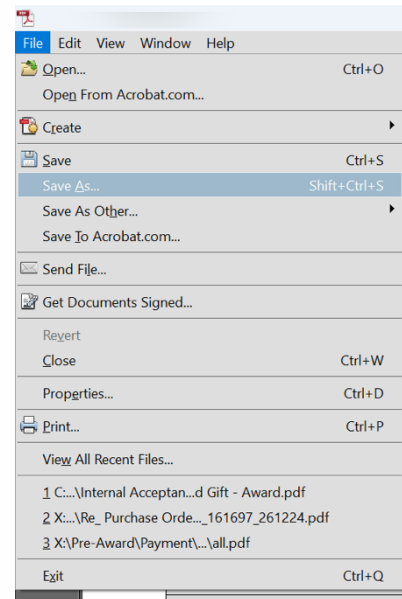 File Edit View Window Help
Open... Ctrl+O
Open From Acrobat.com...
Create
Save Ctrl+S
Save As... Shift+Ctrl+S
Save As Other...
Save To Acrobat.com...
Send File...
Get Documents Signed...
Revert
Close Ctrl+W
Properties... Ctrl+D
Print... Ctrl+P
View All Recent Files...
1 C:...\Internal Acceptan...d Gift - Award.pdf
2 X:...\Re_ Purchase Orde..._161697_261224.pdf
3 X:\Pre-Award\Payment\...\all.pdf
Exit Ctrl+Q